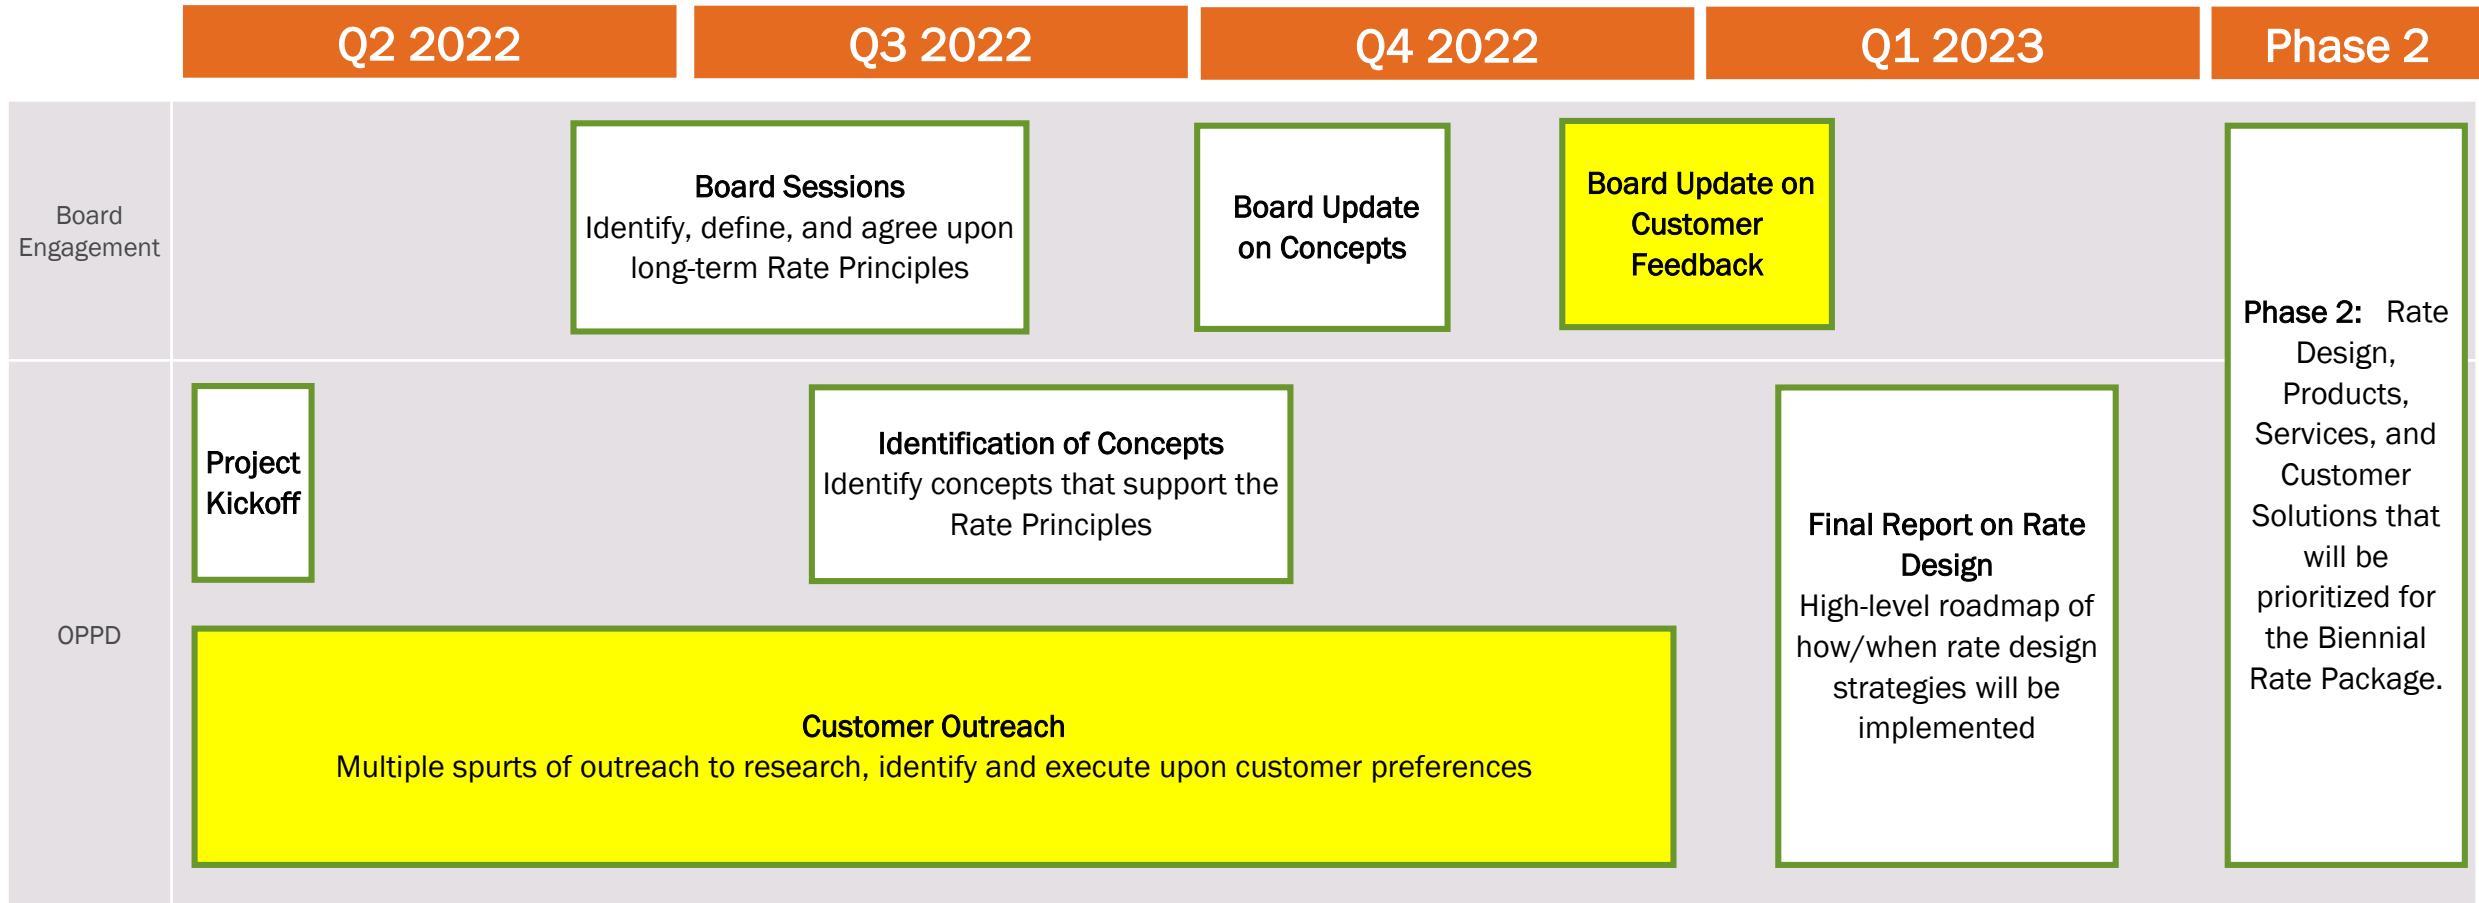 Q2 2022
Q3 2022
Q4 2022
Q1 2023
Phase 2
Board
Engagement
Board Sessions
Identify, define, and agree upon
long-term Rate Principles
Board Update
on Concepts
Board Update on
Customer
Feedback
OPPD
Project
Kickoff
Identification of Concepts
Identify concepts that support the
Rate Principles
Customer Outreach
Multiple spurts of outreach to research, identify and execute upon customer preferences
Final Report on Rate
Design
High-level roadmap of
how/when rate design
strategies will be
implemented
Phase 2: Rate
Design,
Products,
Services, and
Customer
Solutions that
will be
prioritized for
the Biennial
Rate Package.